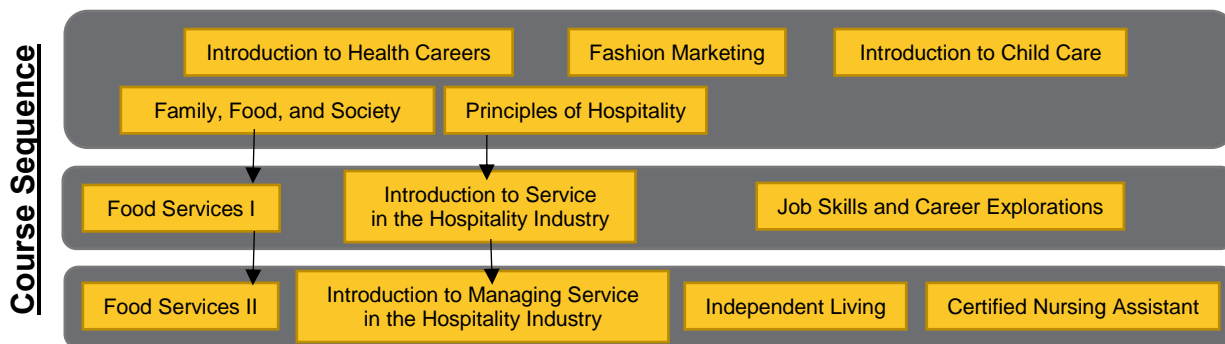 Course Sequence
Introduction to Health Careers
Fashion Marketing
Introduction to Child Care
Family, Food, and Society
Principles of Hospitality
Food Services I
Introduction to Service
in the Hospitality Industry
Job Skills and Career Explorations
Food Services II
Introduction to Managing Service
in the Hospitality Industry
Independent Living
Certified Nursing Assistant